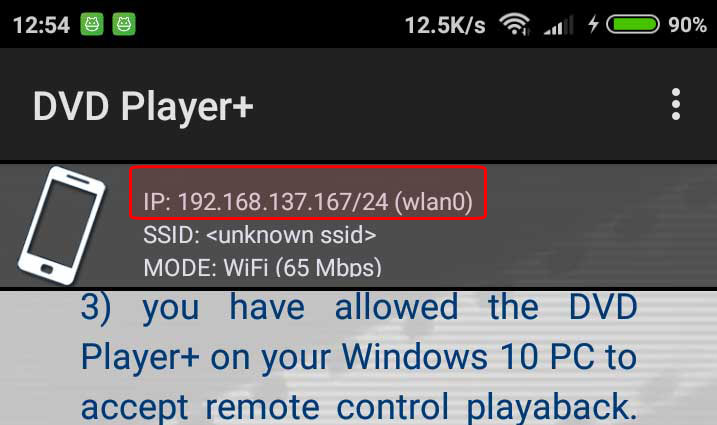 12:54 12.5K/s 90%
DVD Player+
IP: 192.168.137.167/24 (wlan0)
SSID: <unknown ssid>
MODE: WiFi (65 Mbps)
3) you have allowed the DVD
Player+ on your Windows 10 PC to
accept remote control playaback.